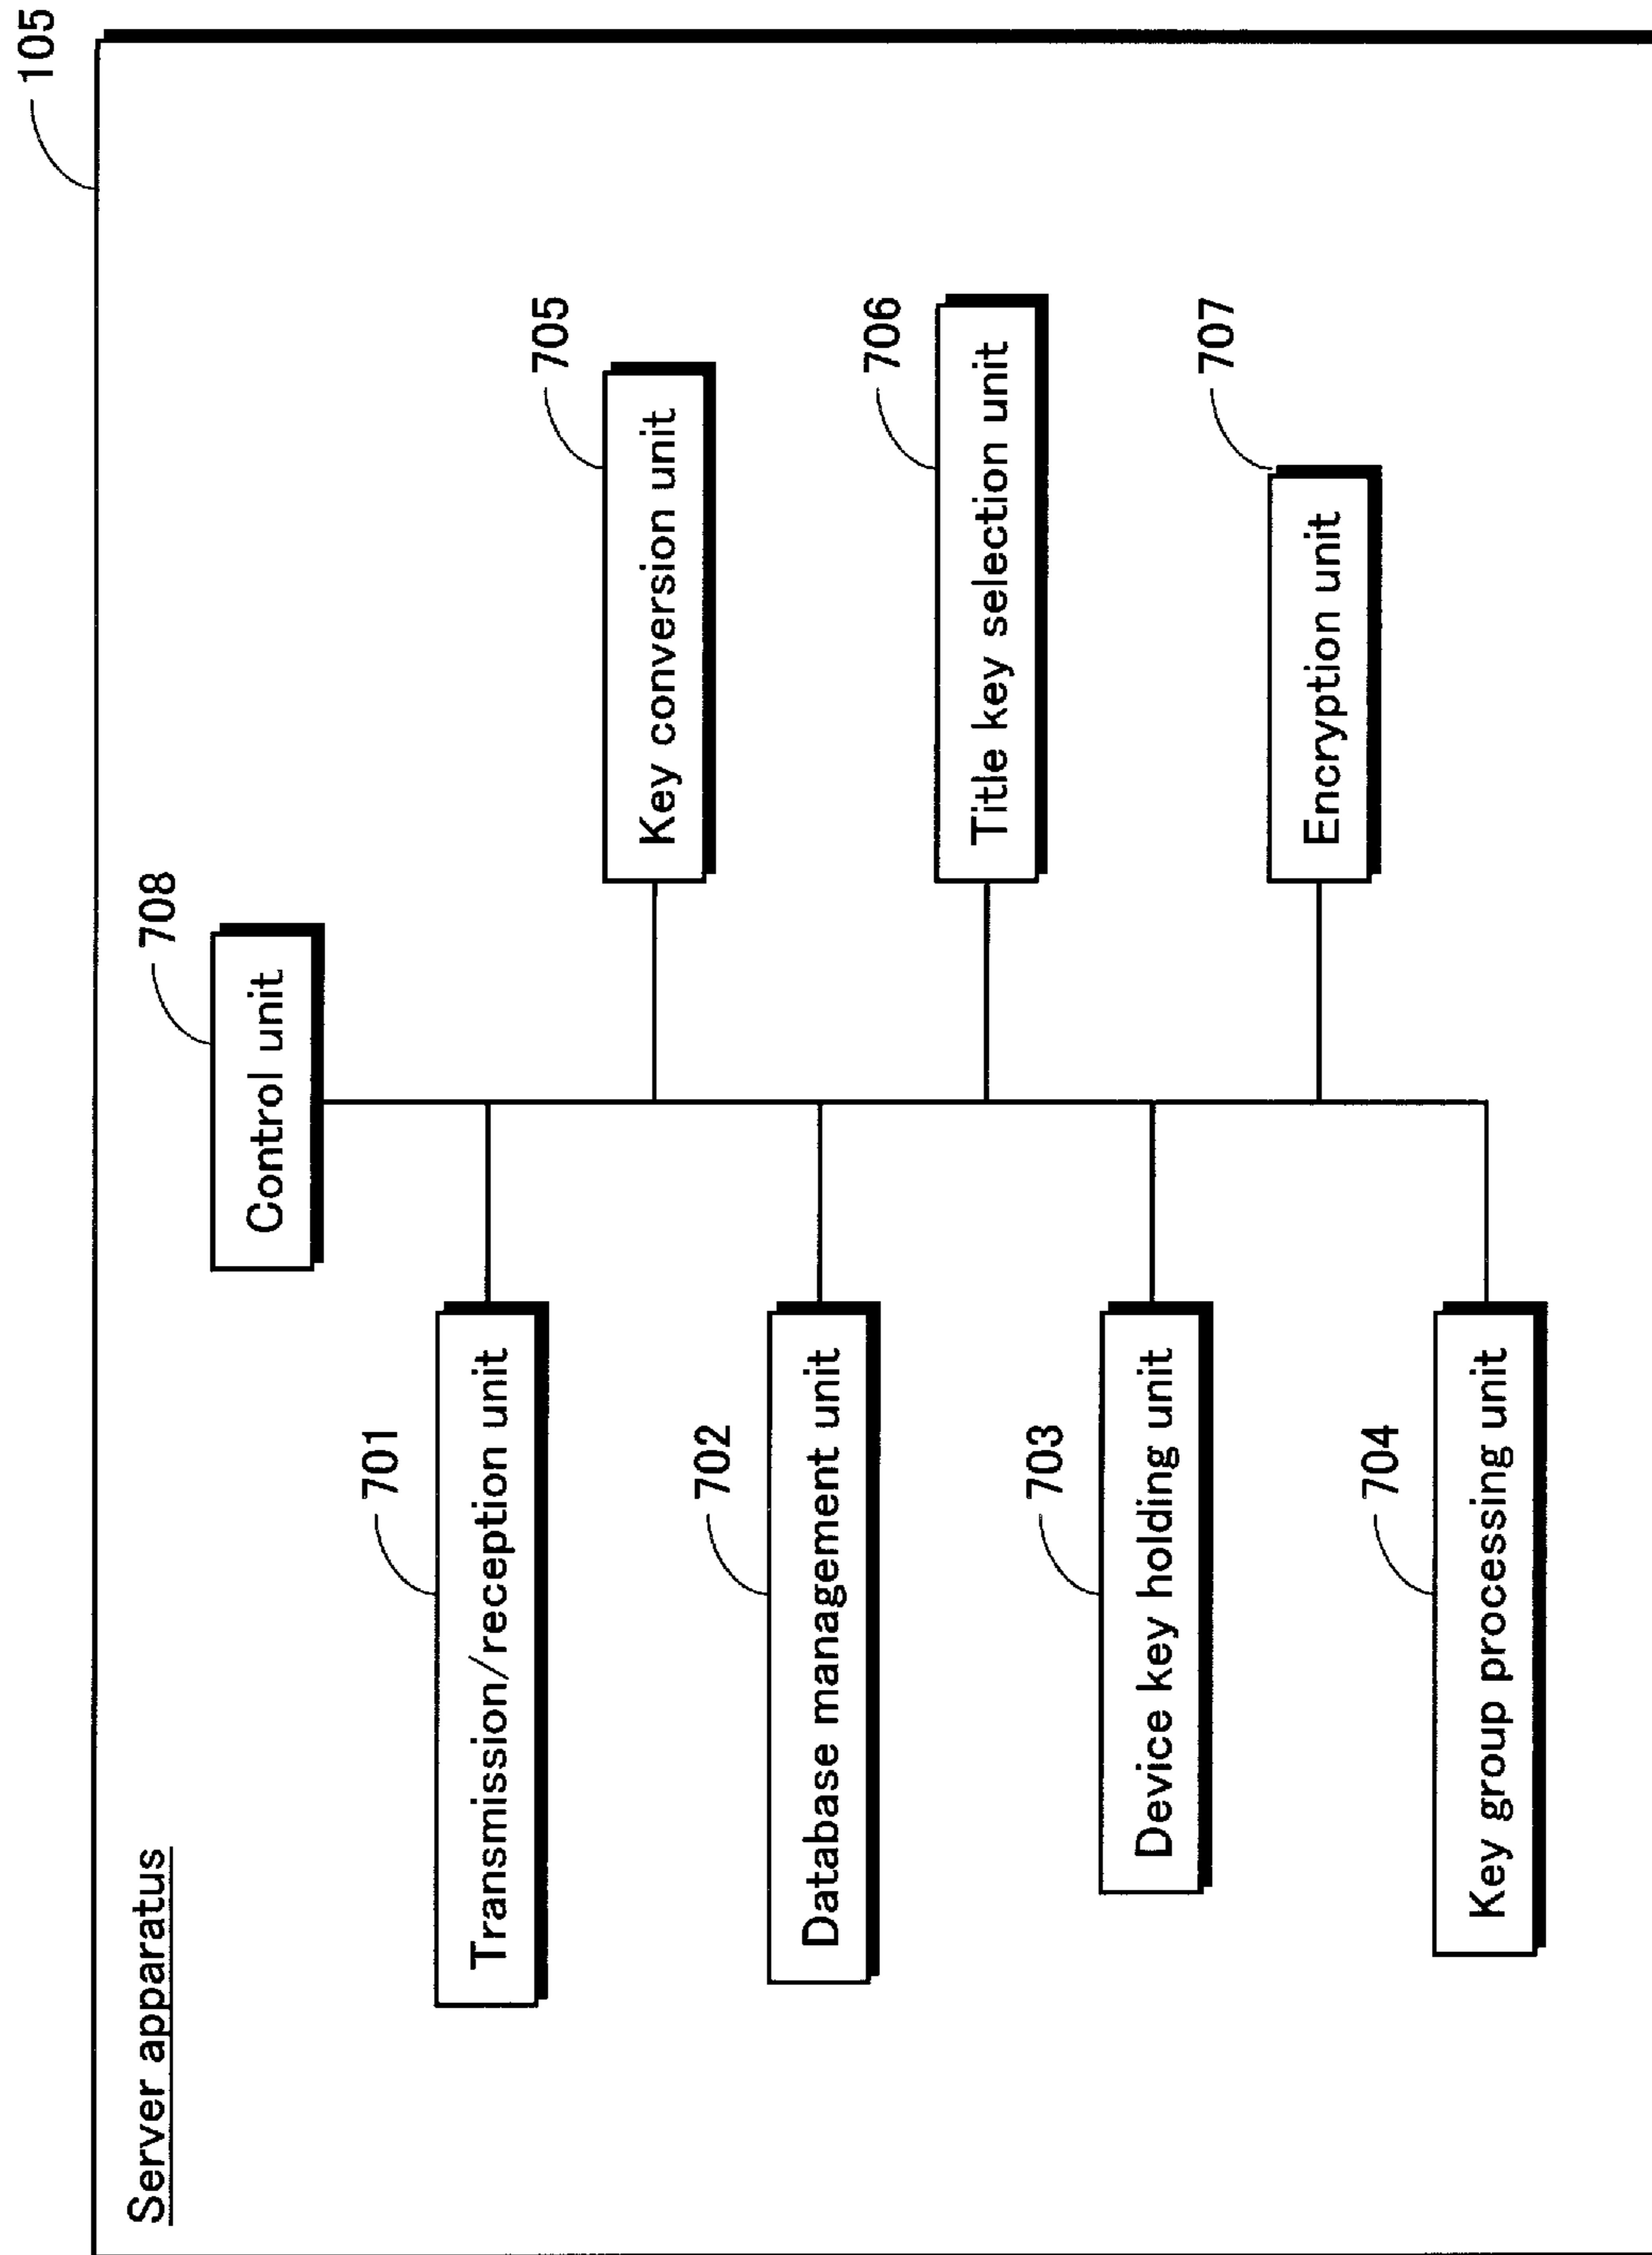 105
Server apparatus
708
Control unit
701
Transmission/reception unit
705
Key conversion unit
702
Database management unit
706
Title key selection unit
703
Device key holding unit
707
Encryption unit
704
Key group processing unit